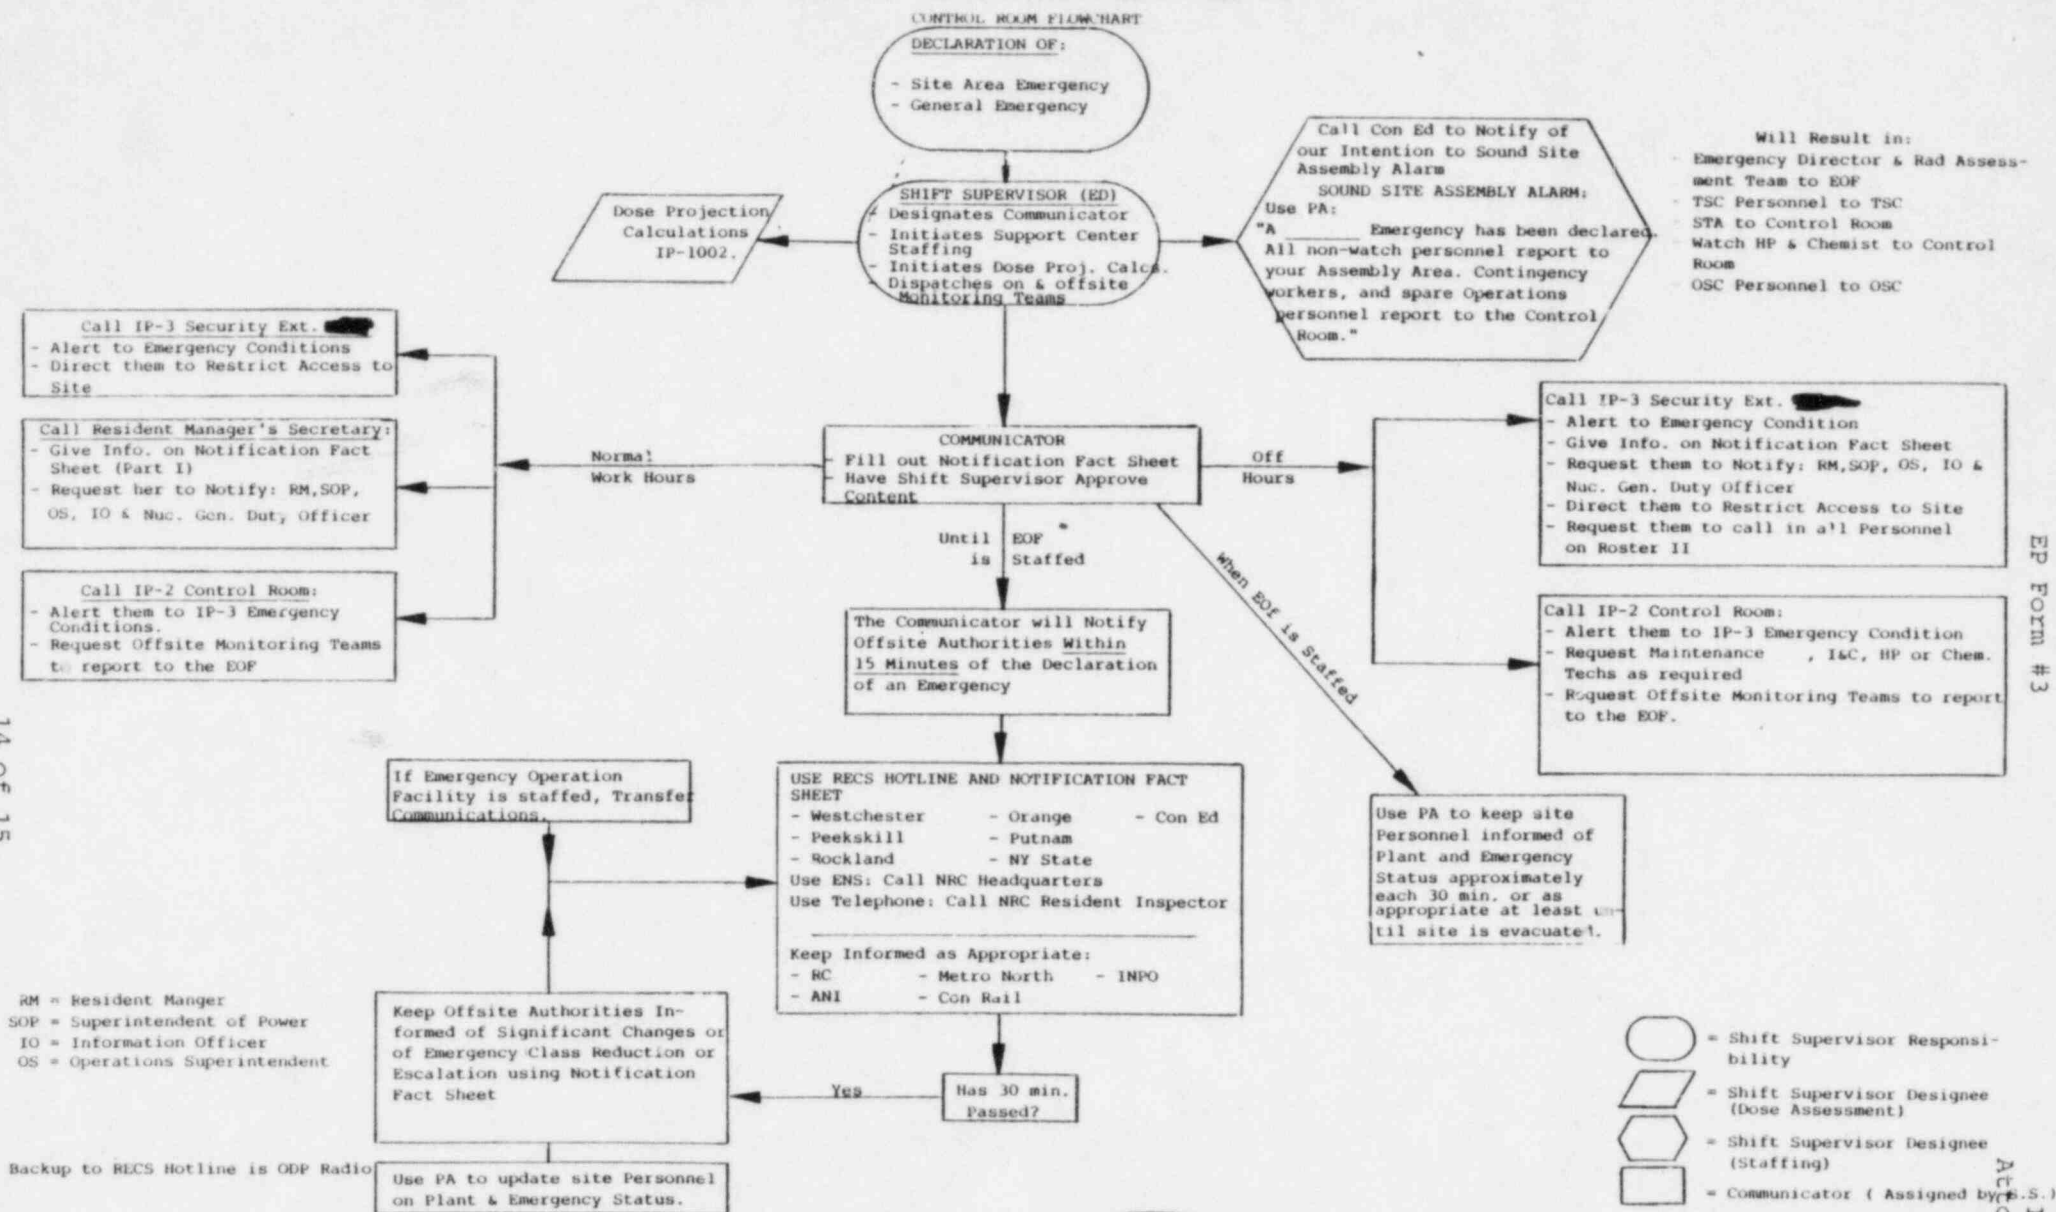 CONTROL ROOM FLOWCHART
DECLARATION OF:
- Site Area Emergency
- General Emergency
SHIFT SUPERVISOR (ED)
- Designates Communicator
- Initiates Support Center
Staffing
- Initiates Dose Proj. Calcs.
- Dispatches on & offsite
Monitoring Teams
Dose Projection
Calculations
IP-1002.
Call Con Ed to Notify of
our Intention to Sound Site
Assembly Alarm
SOUND SITE ASSEMBLY ALARM:
Use PA:
"A ______ Emergency has been declared.
All non-watch personnel report to
your Assembly Area. Contingency
workers, and spare Operations
personnel report to the Control
Room."
Will Result in:
- Emergency Director & Rad Assess-
ment Team to EOF
- TSC Personnel to TSC
- STA to Control Room
- Watch HP & Chemist to Control
Room
- OSC Personnel to OSC
Call IP-3 Security Ext.
- Alert to Emergency Conditions
- Direct them to Restrict Access to
Site
Call Resident Manager's Secretary:
- Give Info. on Notification Fact
Sheet (Part I)
- Request her to Notify: RM,SOP,
OS, IO & Nuc. Gen. Duty Officer
Call IP-2 Control Room:
- Alert them to IP-3 Emergency
Conditions.
- Request Offsite Monitoring Teams
to report to the EOF
Normal
Work Hours
COMMUNICATOR
- Fill out Notification Fact Sheet
- Have Shift Supervisor Approve
Content
Off
Hours
Call IP-3 Security Ext.
- Alert to Emergency Condition
- Give Info. on Notification Fact Sheet
- Request them to Notify: RM,SOP, OS, IO &
Nuc. Gen. Duty Officer
- Direct them to Restrict Access to Site
- Request them to call in all Personnel
on Roster II
Call IP-2 Control Room:
- Alert them to IP-3 Emergency Condition
- Request Maintenance , I&C, HP or Chem.
Techs as required
- Request Offsite Monitoring Teams to report
to the EOF.
EP Form #3
Until EOF
is Staffed
When EOf is Staffed
The Communicator will Notify
Offsite Authorities Within
15 Minutes of the Declaration
of an Emergency
If Emergency Operation
Facility is staffed, Transfer
Communications.
USE RECS HOTLINE AND NOTIFICATION FACT
SHEET
- Westchester - Orange - Con Ed
- Peekskill - Putnam
- Rockland - NY State
Use ENS: Call NRC Headquarters
Use Telephone: Call NRC Resident Inspector
Keep Informed as Appropriate:
- RC - Metro North - INPO
- ANI - Con Rail
Use PA to keep site
Personnel informed of
Plant and Emergency
Status approximately
each 30 min. or as
appropriate at least un-
til site is evacuated.
14 of 15
RM = Resident Manger
SOP = Superintendent of Power
IO = Information Officer
OS = Operations Superintendent
Keep Offsite Authorities In-
formed of Significant Changes or
of Emergency Class Reduction or
Escalation using Notification
Fact Sheet
Yes
Has 30 min.
Passed?
Backup to RECS Hotline is ODP Radio
Use PA to update site Personnel
on Plant & Emergency Status.
= Shift Supervisor Responsi-
bility
= Shift Supervisor Designee
(Dose Assessment)
= Shift Supervisor Designee
(Staffing)
= Communicator ( Assigned by S.S.)